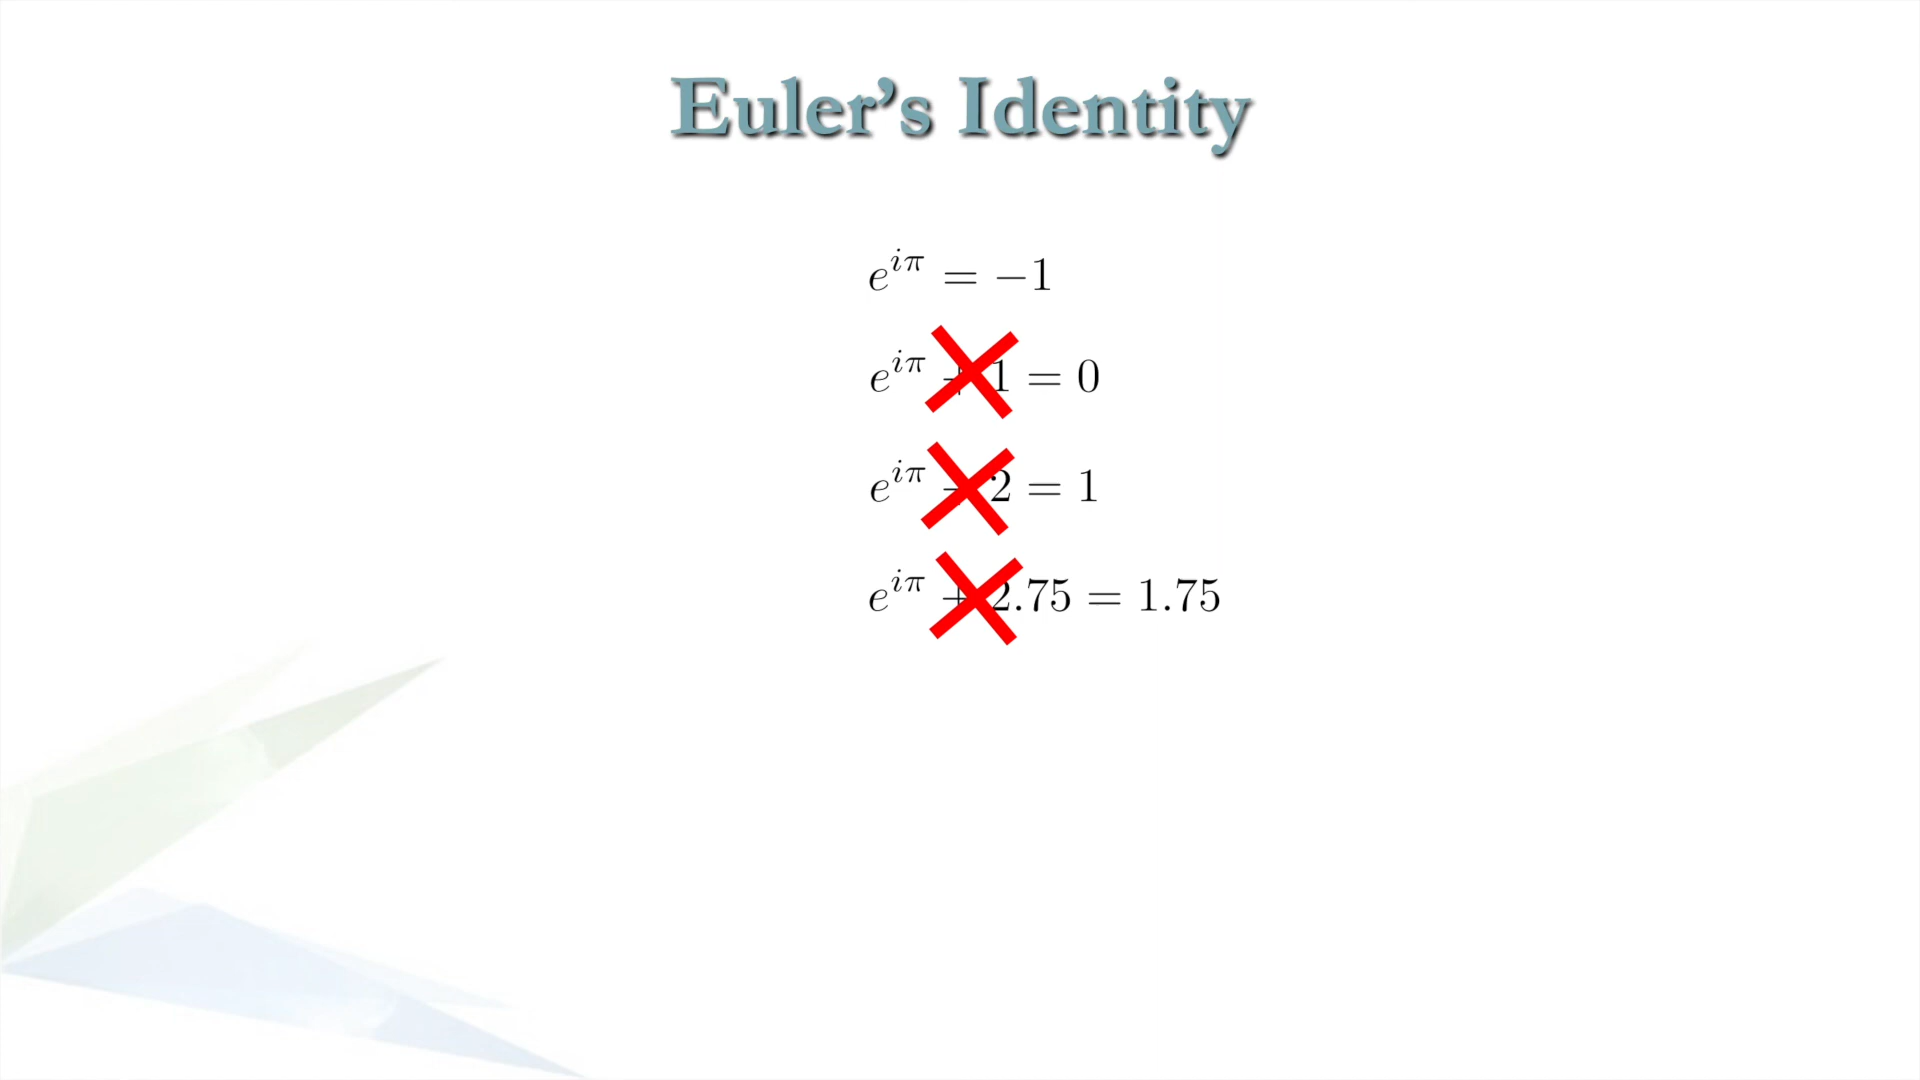 Euler’s Identity
e^{iπ} = −1
e^{iπ} + 1 = 0
e^{iπ} + 2 = 1
e^{iπ} + 2.75 = 1.75